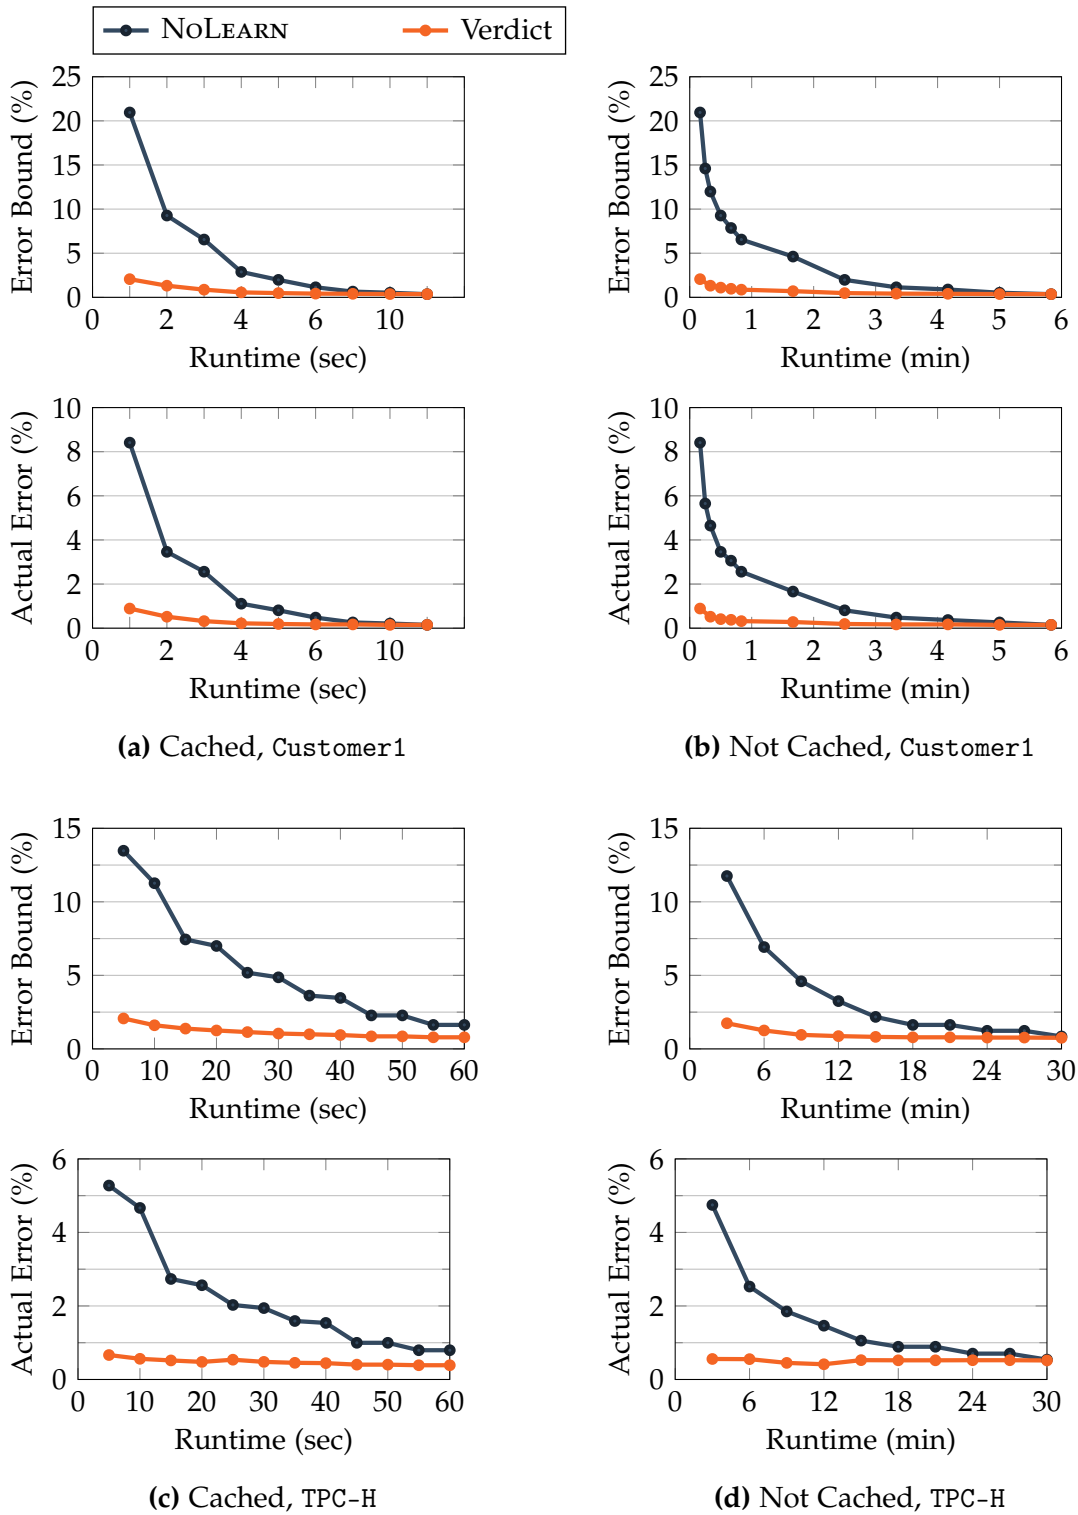 NoLearn Verdict
25
20
15
10
5
0
Error Bound (%)
0 2 4 6 10
Runtime (sec)
25
20
15
10
5
0
Error Bound (%)
0 1 2 3 4 5 6
Runtime (min)
10
8
6
4
2
0
Actual Error (%)
0 2 4 6 10
Runtime (sec)
(a) Cached, Customer1
10
8
6
4
2
0
Actual Error (%)
0 1 2 3 4 5 6
Runtime (min)
(b) Not Cached, Customer1
15
10
5
0
Error Bound (%)
0 10 20 30 40 50 60
Runtime (sec)
15
10
5
0
Error Bound (%)
0 6 12 18 24 30
Runtime (min)
6
4
2
0
Actual Error (%)
0 10 20 30 40 50 60
Runtime (sec)
(c) Cached, TPC-H
6
4
2
0
Actual Error (%)
0 6 12 18 24 30
Runtime (min)
(d) Not Cached, TPC-H